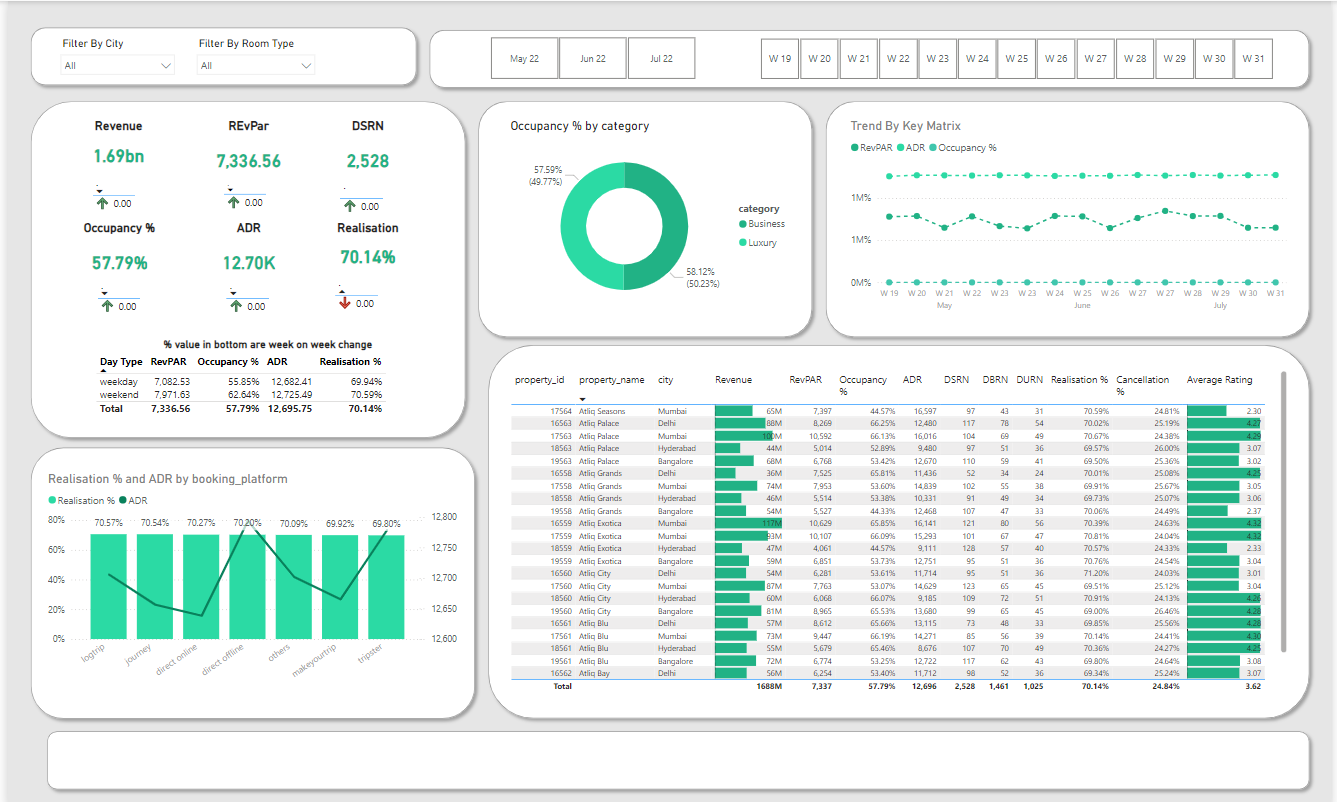 Filter By City
All
Filter By Room Type
All
May 22 Jun 22 Jul 22
W 19 W 20 W 21 W 22 W 23 W 24 W 25 W 26 W 27 W 28 W 29 W 30 W 31
Revenue REvPar DSRN
1.69bn 7,336.56 2,528
0.00 0.00 0.00
Occupancy % ADR Realisation
57.79% 12.70K 70.14%
0.00 0.00 0.00
% value in bottom are week on week change
Day Type RevPAR Occupancy % ADR Realisation %
weekday 7,082.53 55.85% 12,682.41 69.94%
weekend 7,971.63 62.64% 12,725.49 70.59%
Total 7,336.56 57.79% 12,695.75 70.14%
Occupancy % by category
57.59%
(49.77%)
58.12%
(50.23%)
category
Business
Luxury
Trend By Key Matrix
RevPAR ADR Occupancy %
1M%
1M%
0M%
W 19 W 20 W 21 W 22 W 23 W 23 W 24 W 25 W 26 W 27 W 27 W 28 W 29 W 30 W 31
May June July
Realisation % and ADR by booking_platform
Realisation % ADR
80% 70.57% 70.54% 70.27% 70.20% 70.09% 69.92% 69.80% 12,800
60% 12,750
40% 12,700
20% 12,650
0% 12,600
logtrip journey direct online direct offline others makeyourtrip tripster
property_id property_name city Revenue RevPAR Occupancy % ADR DSRN DBRN DURN Realisation % Cancellation % Average Rating
17564 Atliq Seasons Mumbai 65M 7,397 44.57% 16,597 97 43 31 70.59% 24.81% 2.30
16563 Atliq Palace Delhi 88M 8,269 66.25% 12,480 117 78 54 70.02% 25.19% 4.27
17563 Atliq Palace Mumbai 100M 10,592 66.13% 16,016 104 69 49 70.67% 24.38% 4.29
18563 Atliq Palace Hyderabad 44M 5,014 52.89% 9,480 97 51 36 69.57% 26.00% 3.07
19563 Atliq Palace Bangalore 68M 6,768 53.42% 12,670 110 59 41 69.50% 25.36% 3.02
16558 Atliq Grands Delhi 36M 7,525 65.81% 11,436 52 34 24 70.01% 25.08% 4.25
17558 Atliq Grands Mumbai 74M 7,953 53.60% 14,839 102 55 38 69.91% 25.67% 3.05
18558 Atliq Grands Hyderabad 46M 5,514 53.38% 10,331 91 49 34 69.73% 25.07% 3.06
19558 Atliq Grands Bangalore 54M 5,527 44.33% 12,468 107 47 33 70.06% 24.49% 2.37
16559 Atliq Exotica Mumbai 117M 10,629 65.85% 16,141 121 80 56 70.39% 24.63% 4.32
17559 Atliq Exotica Mumbai 93M 10,107 66.09% 15,293 101 67 47 70.81% 24.04% 4.32
18559 Atliq Exotica Hyderabad 47M 4,061 44.57% 9,111 128 57 40 70.57% 24.33% 2.33
19559 Atliq Exotica Bangalore 59M 6,851 53.73% 12,751 95 51 36 70.76% 24.54% 3.04
16560 Atliq City Delhi 54M 6,281 53.61% 11,714 95 51 36 71.20% 24.03% 3.01
17560 Atliq City Mumbai 87M 7,763 53.07% 14,629 123 65 45 69.51% 25.12% 3.04
18560 Atliq City Hyderabad 60M 6,068 66.07% 9,185 109 72 51 70.91% 24.13% 4.26
19560 Atliq City Bangalore 81M 8,965 65.53% 13,680 99 65 45 69.00% 26.46% 4.28
16561 Atliq Blu Delhi 57M 8,612 65.66% 13,115 73 48 33 69.85% 25.56% 4.28
17561 Atliq Blu Mumbai 73M 9,447 66.19% 14,271 85 56 39 70.14% 24.41% 4.30
18561 Atliq Blu Hyderabad 55M 5,679 65.46% 8,676 107 70 49 70.36% 24.27% 4.25
19561 Atliq Blu Bangalore 72M 6,774 53.25% 12,722 117 62 43 69.80% 24.64% 3.08
16562 Atliq Bay Delhi 56M 6,254 53.40% 11,712 98 52 36 69.34% 25.24% 3.07
Total 1688M 7,337 57.79% 12,696 2,528 1,461 1,025 70.14% 24.84% 3.62